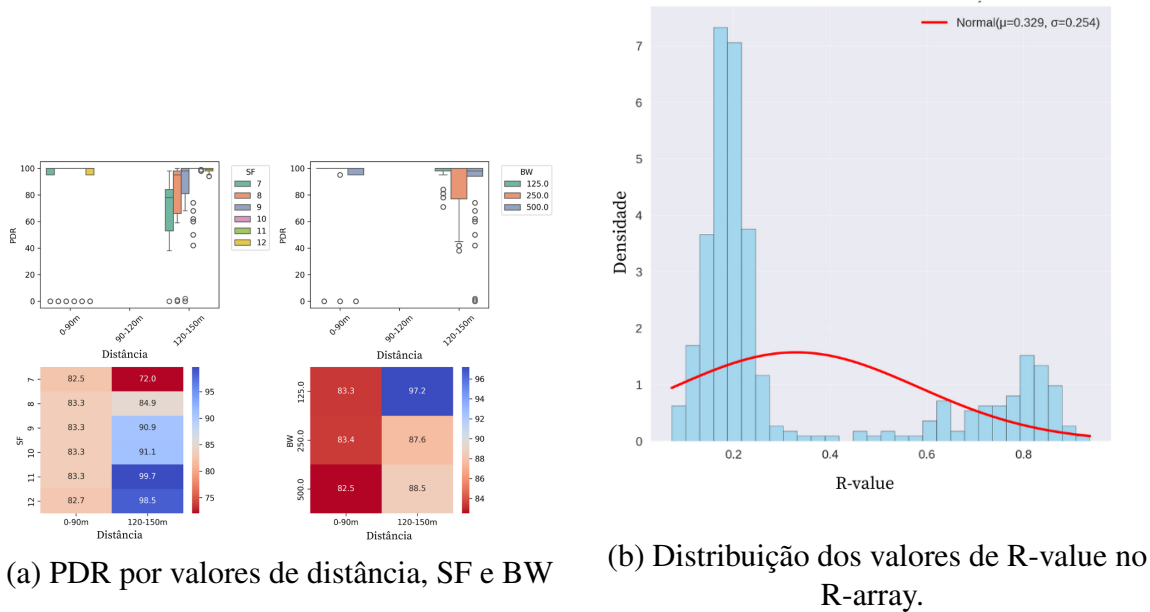 Normal(μ=0.329, σ=0.254)
7
6
5
4
3
2
1
0
Densidade
0.2
0.4
0.6
0.8
R-value
100
80
60
40
20
0
PDR
0-90m
90-120m
120-150m
Distância
SF
7
8
9
10
11
12
100
80
60
40
20
0
PDR
0-90m
90-120m
120-150m
Distância
BW
125.0
250.0
500.0
7
8
9
10
11
12
SF
82.5 72.0
83.3 84.9
83.3 90.9
83.3 91.1
83.3 99.7
82.7 98.5
0-90m 120-150m
Distância
95
90
85
80
75
125.0
250.0
500.0
BW
83.3 97.2
83.4 87.6
82.5 88.5
0-90m 120-150m
Distância
96
94
92
90
88
86
84
(a) PDR por valores de distância, SF e BW
(b) Distribuição dos valores de R-value no
R-array.